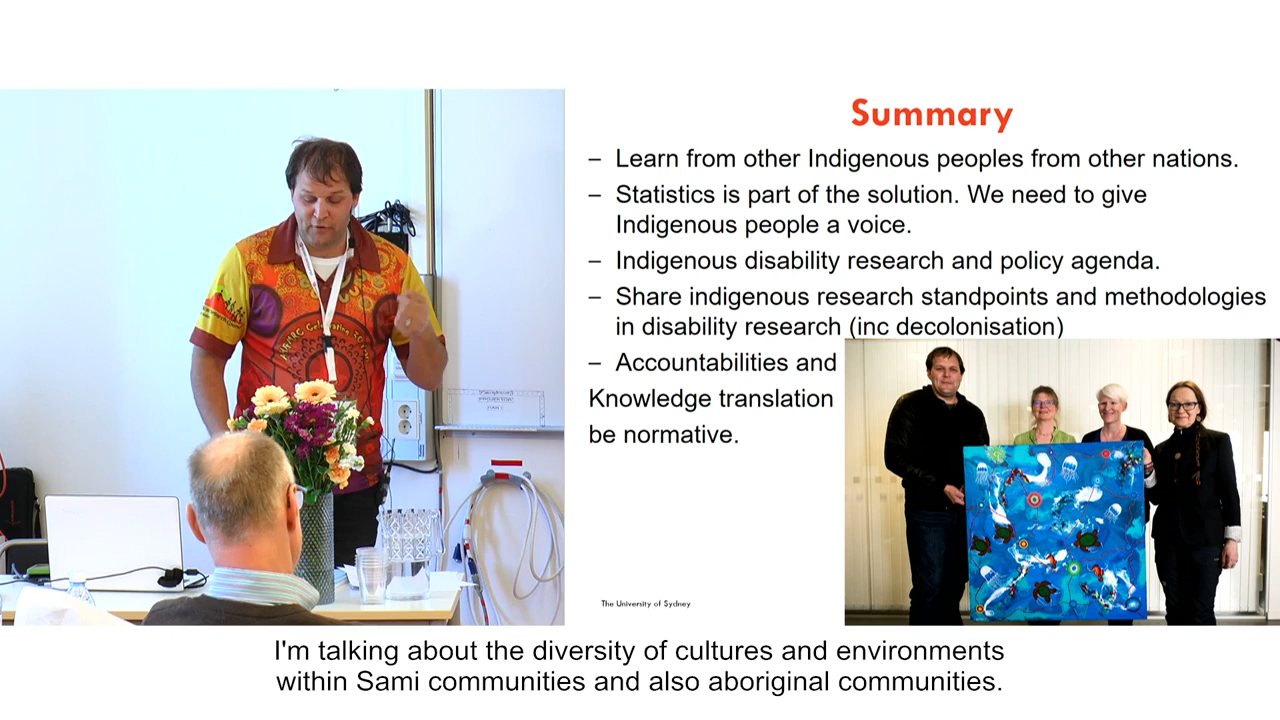 Summary
– Learn from other Indigenous peoples from other nations.
– Statistics is part of the solution. We need to give
Indigenous people a voice.
– Indigenous disability research and policy agenda.
– Share indigenous research standpoints and methodologies
in disability research (inc decolonisation)
– Accountabilities and
Knowledge translation
be normative.
The University of Sydney
I'm talking about the diversity of cultures and environments
within Sami communities and also aboriginal communities.